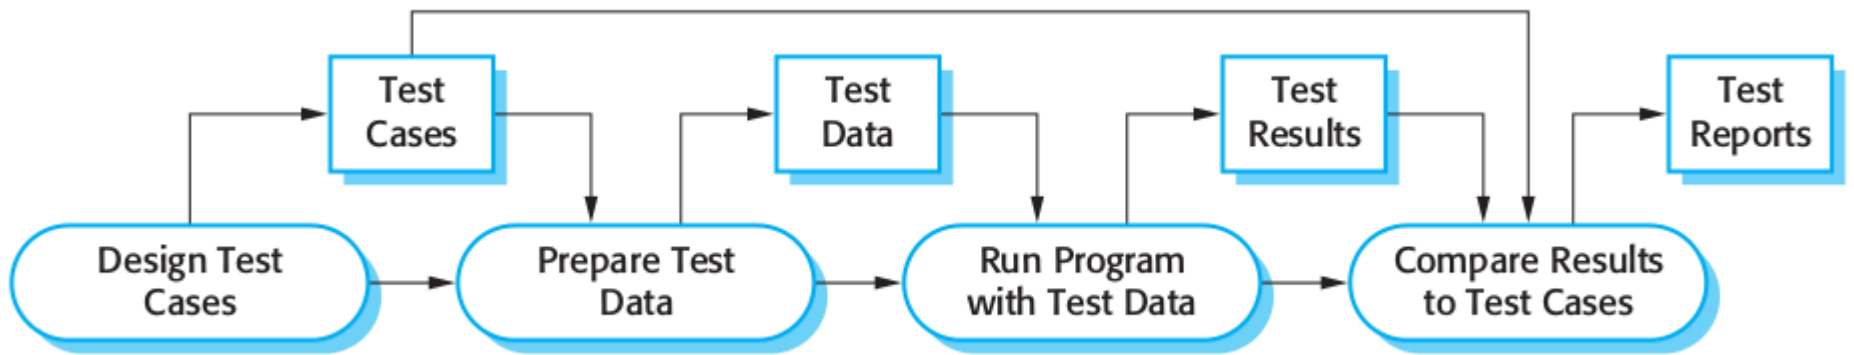 Test
Cases
Test
Data
Test
Results
Test
Reports
Design Test
Cases
Prepare Test
Data
Run Program
with Test Data
Compare Results
to Test Cases